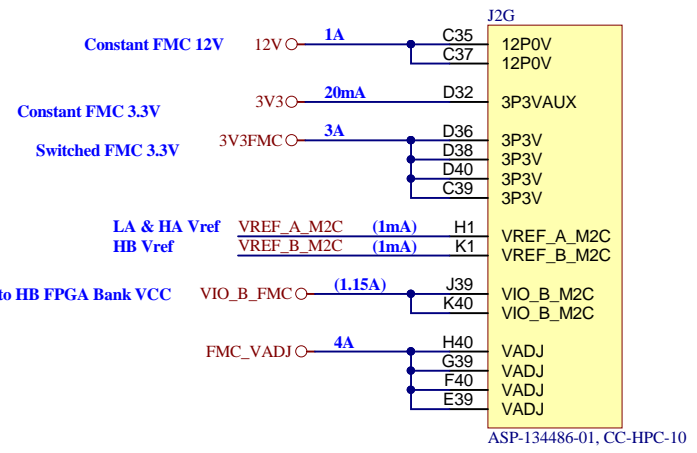 J2G
Constant FMC 12V 12V 1A C35 12P0V
C37 12P0V
3V3 20mA D32 3P3VAUX
Constant FMC 3.3V
3V3FMC 3A D36 3P3V
Switched FMC 3.3V D38 3P3V
D40 3P3V
C39 3P3V
LA & HA Vref VREF_A_M2C (1mA) H1 VREF_A_M2C
HB Vref VREF_B_M2C (1mA) K1 VREF_B_M2C
to HB FPGA Bank VCC VIO_B_FMC (1.15A) J39 VIO_B_M2C
K40 VIO_B_M2C
FMC_VADJ 4A H40 VADJ
G39 VADJ
F40 VADJ
E39 VADJ
ASP-134486-01, CC-HPC-10